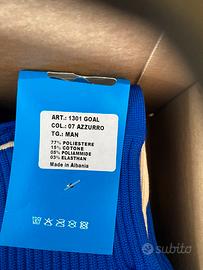 ART.: 1301 GOAL
COL.: 07 AZZURRO
TG.: MAN
77% POLIESTERE
15% COTONE
05% POLIAMMIDE
03% ELASTHAN
Made in Albania
subito